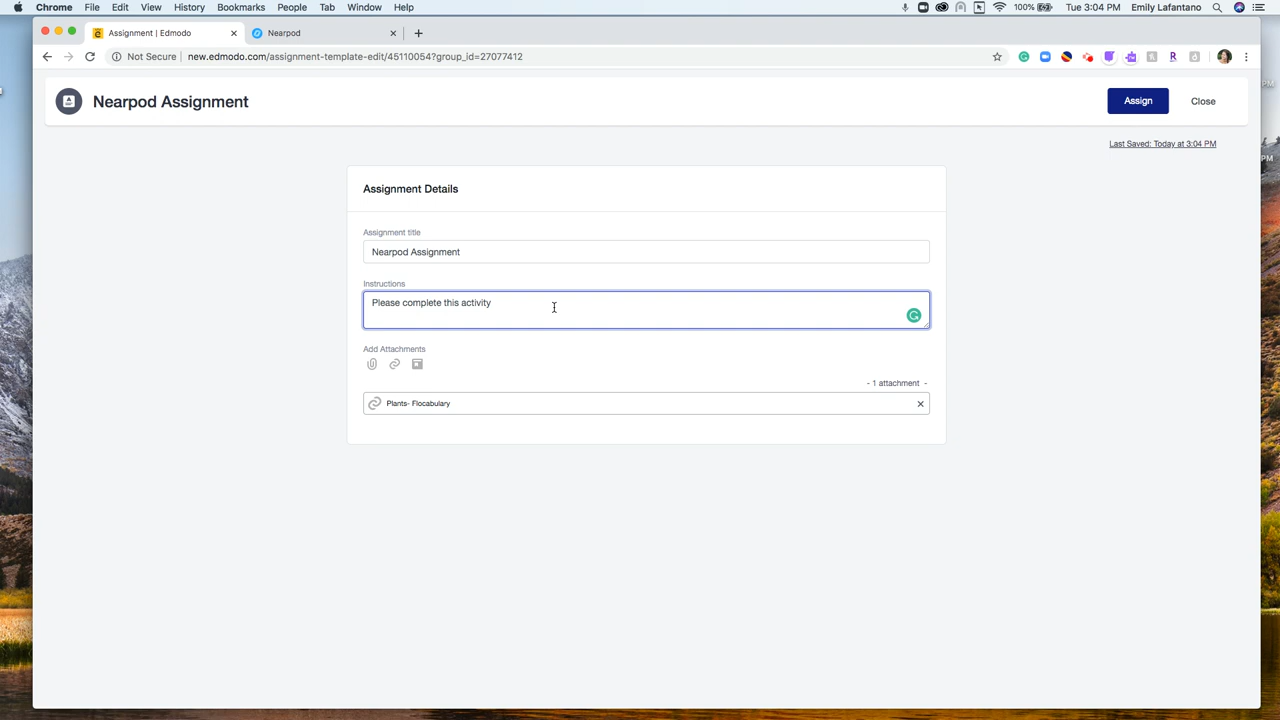 Chrome File Edit View History Bookmarks People Tab Window Help 100% Tue 3:04 PM Emily Lafantano
Assignment | Edmodo Nearpod
Not Secure new.edmodo.com/assignment-template-edit/45110054?group_id=27077412
Nearpod Assignment
Assign Close
Last Saved: Today at 3:04 PM
Assignment Details
Assignment title
Nearpod Assignment
Instructions
Please complete this activity
Add Attachments
- 1 attachment -
Plants- Flocabulary